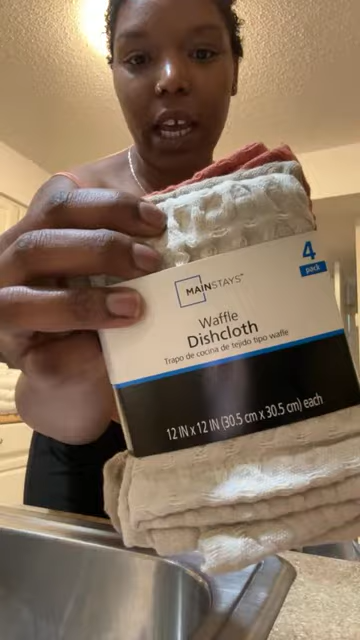 4
pack
MAINSTAYS™
Waffle
Dishcloth
Trapo de cocina de tejido tipo waffle
12 IN x 12 IN (30.5 cm x 30.5 cm) each